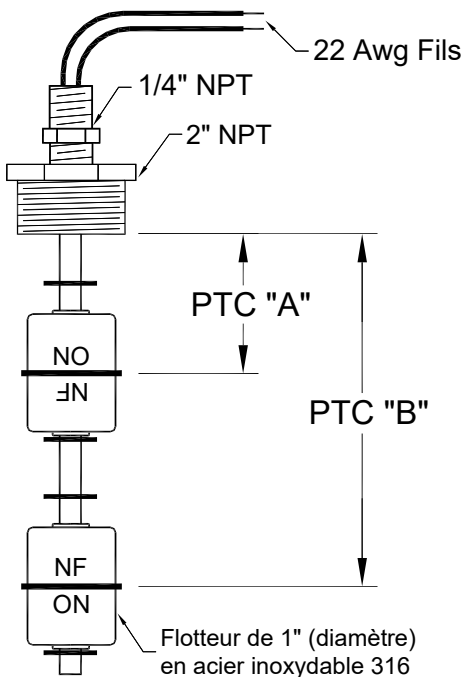 22 Awg Fils
1/4" NPT
2" NPT
PTC "A"
NO
NF
PTC "B"
NF
NO
Flotteur de 1" (diamètre)
en acier inoxydable 316